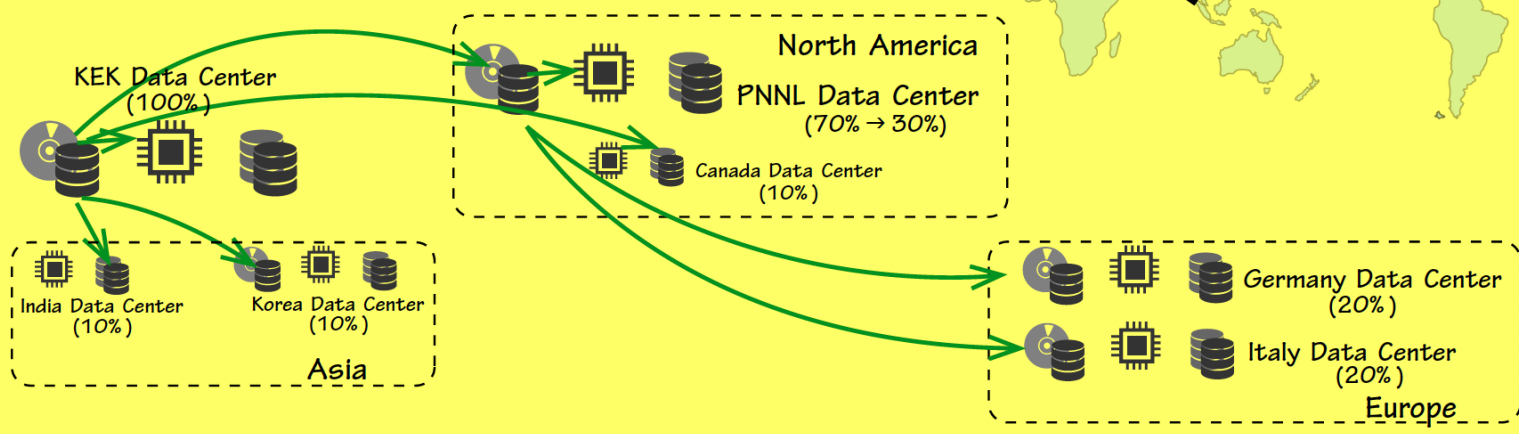 KEK Data Center
(100%)
North America
PNNL Data Center
(70% → 30%)
Canada Data Center
(10%)
India Data Center
(10%)
Korea Data Center
(10%)
Asia
Germany Data Center
(20%)
Italy Data Center
(20%)
Europe